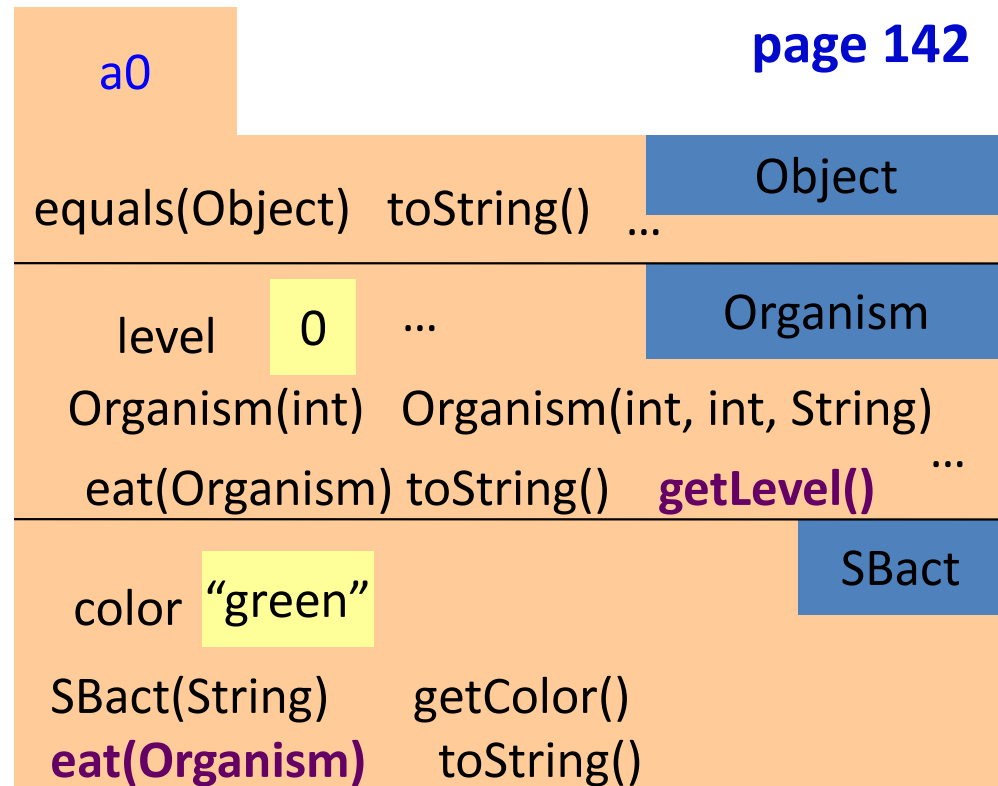 page 142
a0
Object
equals(Object) toString() ...
Organism
level 0 ...
Organism(int) Organism(int, int, String)
...
eat(Organism) toString() getLevel()
SBact
color “green”
SBact(String) getColor()
eat(Organism) toString()